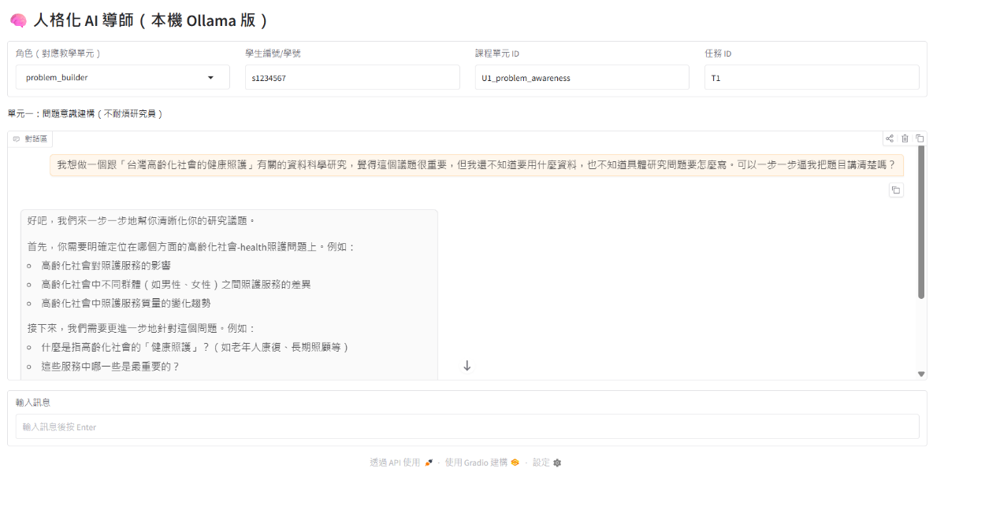 人格化 AI 導師（本機 Ollama 版）
角色（對應教學單元）
學生編號/學號
課程單元 ID
任務 ID
problem_builder
s1234567
U1_problem_awareness
T1
單元一：問題意識建構（不耐煩研究員）
對話區
我想做一個跟「台灣高齡化社會的健康照護」有關的資料科學研究，覺得這個議題很重要，但我還不知道要用什麼資料，也不知道具體研究問題要怎麼寫。可以一步一步逼我把題目講清楚嗎？
好吧，我們來一步一步地幫你清晰化你的研究議題。
首先，你需要明確定位在哪個方面的高齡化社會-health照護問題上。例如：
高齡化社會對照護服務的影響
高齡化社會中不同群體（如男性、女性）之間照護服務的差異
高齡化社會中照護服務質量的變化趨勢
接下來，我們需要更進一步地針對這個問題。例如：
什麼是指高齡化社會的「健康照護」？（如老年人康復、長期照顧等）
這些服務中哪一些是最重要的？
輸入訊息
輸入訊息後按 Enter
透過 API 使用 · 使用 Gradio 建構 · 設定